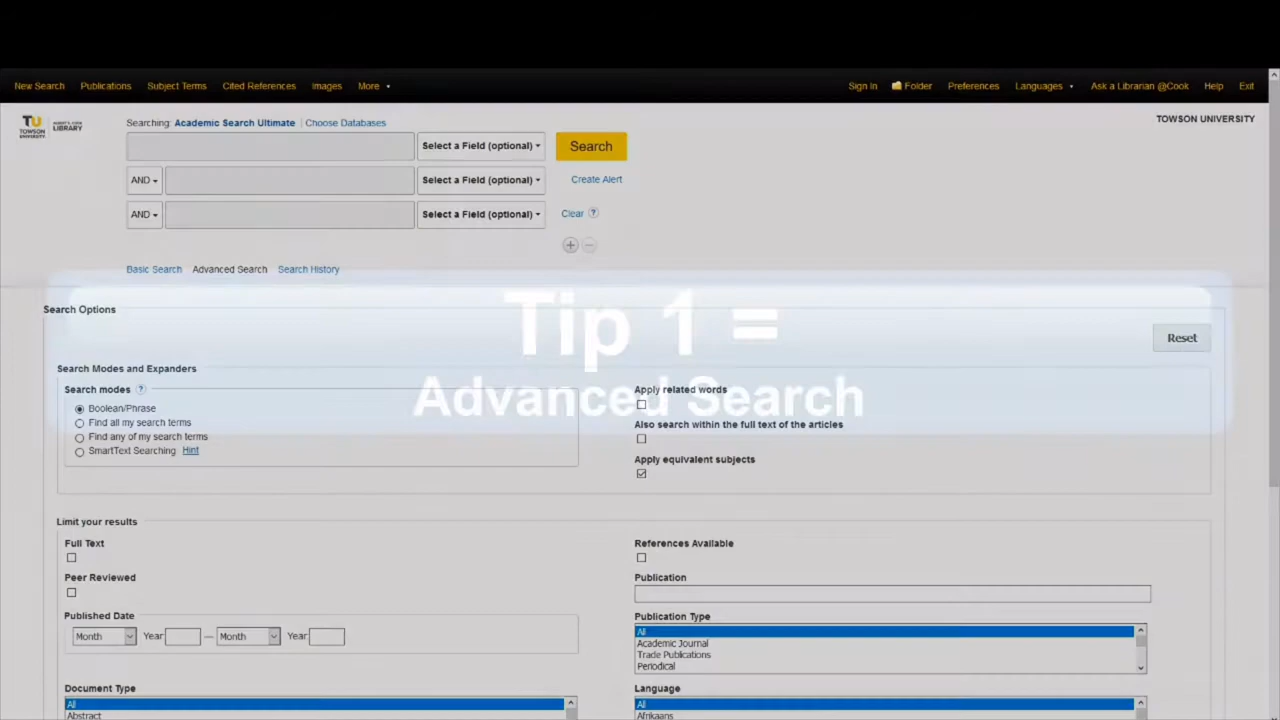 New Search Publications Subject Terms Cited References Images More Sign In Folder Preferences Languages Ask a Librarian @Cook Help Exit
TU
TOWSON
UNIVERSITY
ALBERT S. COOK
LIBRARY
Searching: Academic Search Ultimate | Choose Databases
TOWSON UNIVERSITY
Select a Field (optional)
Search
AND
Select a Field (optional)
Create Alert
AND
Select a Field (optional)
Clear ?
+ −
Basic Search Advanced Search Search History
Search Options
Tip 1 =
Advanced Search
Reset
Search Modes and Expanders
Search modes ?
Boolean/Phrase
Find all my search terms
Find any of my search terms
SmartText Searching Hint
Apply related words
Also search within the full text of the articles
Apply equivalent subjects
Limit your results
Full Text
Peer Reviewed
Published Date
Month Year — Month Year
Document Type
All
Abstract
References Available
Publication
Publication Type
All
Academic Journal
Trade Publications
Periodical
Language
All
Afrikaans